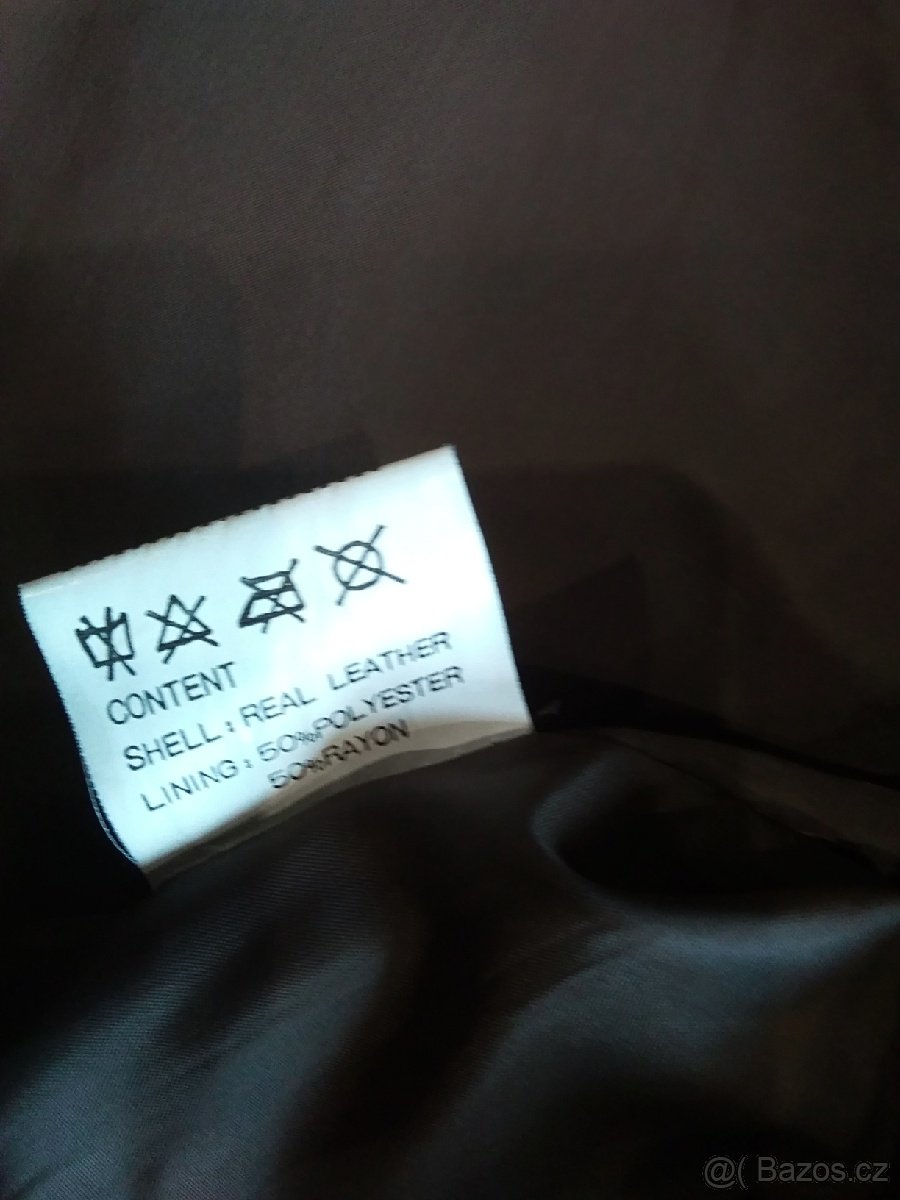 CONTENT
SHELL: REAL LEATHER
LINING: 50%POLYESTER
50%RAYON
@( Bazos.cz